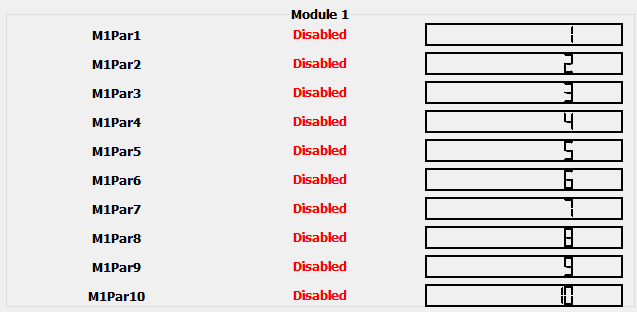 Module 1
M1Par1 Disabled 1
M1Par2 Disabled 2
M1Par3 Disabled 3
M1Par4 Disabled 4
M1Par5 Disabled 5
M1Par6 Disabled 6
M1Par7 Disabled 7
M1Par8 Disabled 8
M1Par9 Disabled 9
M1Par10 Disabled 10